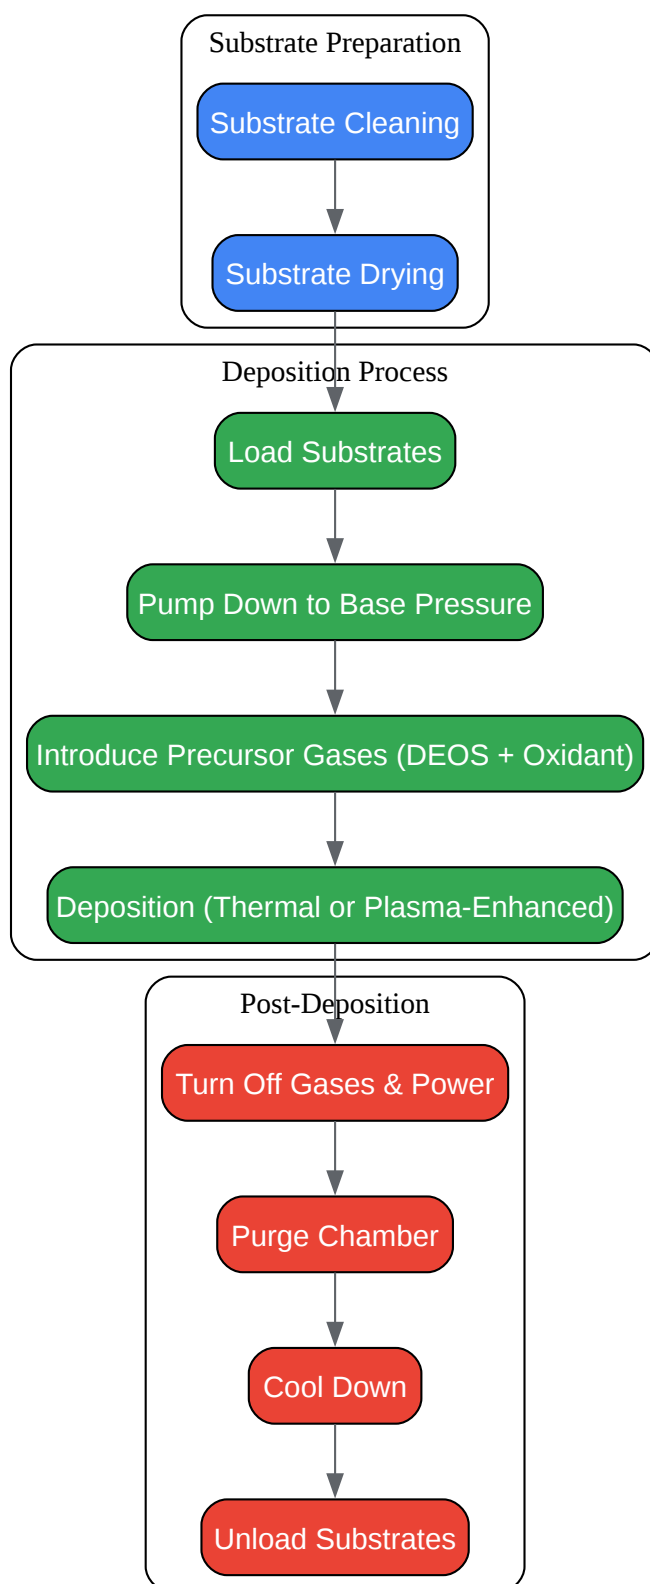 Substrate Preparation
Substrate Cleaning
Substrate Drying
Deposition Process
Load Substrates
Pump Down to Base Pressure
Introduce Precursor Gases (DEOS + Oxidant)
Deposition (Thermal or Plasma-Enhanced)
Post-Deposition
Turn Off Gases & Power
Purge Chamber
Cool Down
Unload Substrates